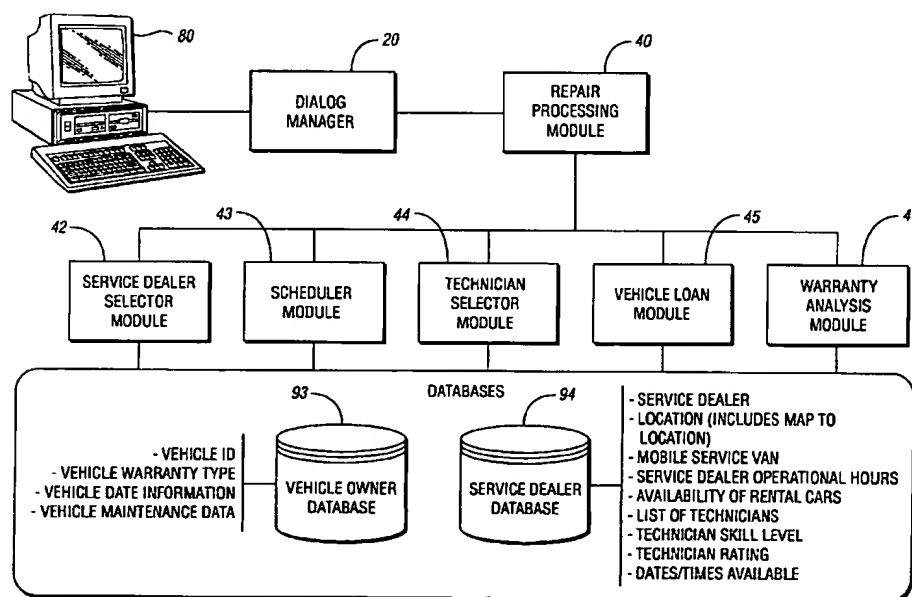 80
20
40
DIALOG
MANAGER
REPAIR
PROCESSING
MODULE
42
43
44
45
4
SERVICE DEALER
SELECTOR
MODULE
SCHEDULER
MODULE
TECHNICIAN
SELECTOR
MODULE
VEHICLE LOAN
MODULE
WARRANTY
ANALYSIS
MODULE
DATABASES
93
94
- VEHICLE ID
- VEHICLE WARRANTY TYPE
- VEHICLE DATE INFORMATION
- VEHICLE MAINTENANCE DATA
VEHICLE OWNER
DATABASE
SERVICE DEALER
DATABASE
- SERVICE DEALER
- LOCATION (INCLUDES MAP TO
LOCATION)
- MOBILE SERVICE VAN
- SERVICE DEALER OPERATIONAL HOURS
- AVAILABILITY OF RENTAL CARS
- LIST OF TECHNICIANS
- TECHNICIAN SKILL LEVEL
- TECHNICIAN RATING
- DATES/TIMES AVAILABLE